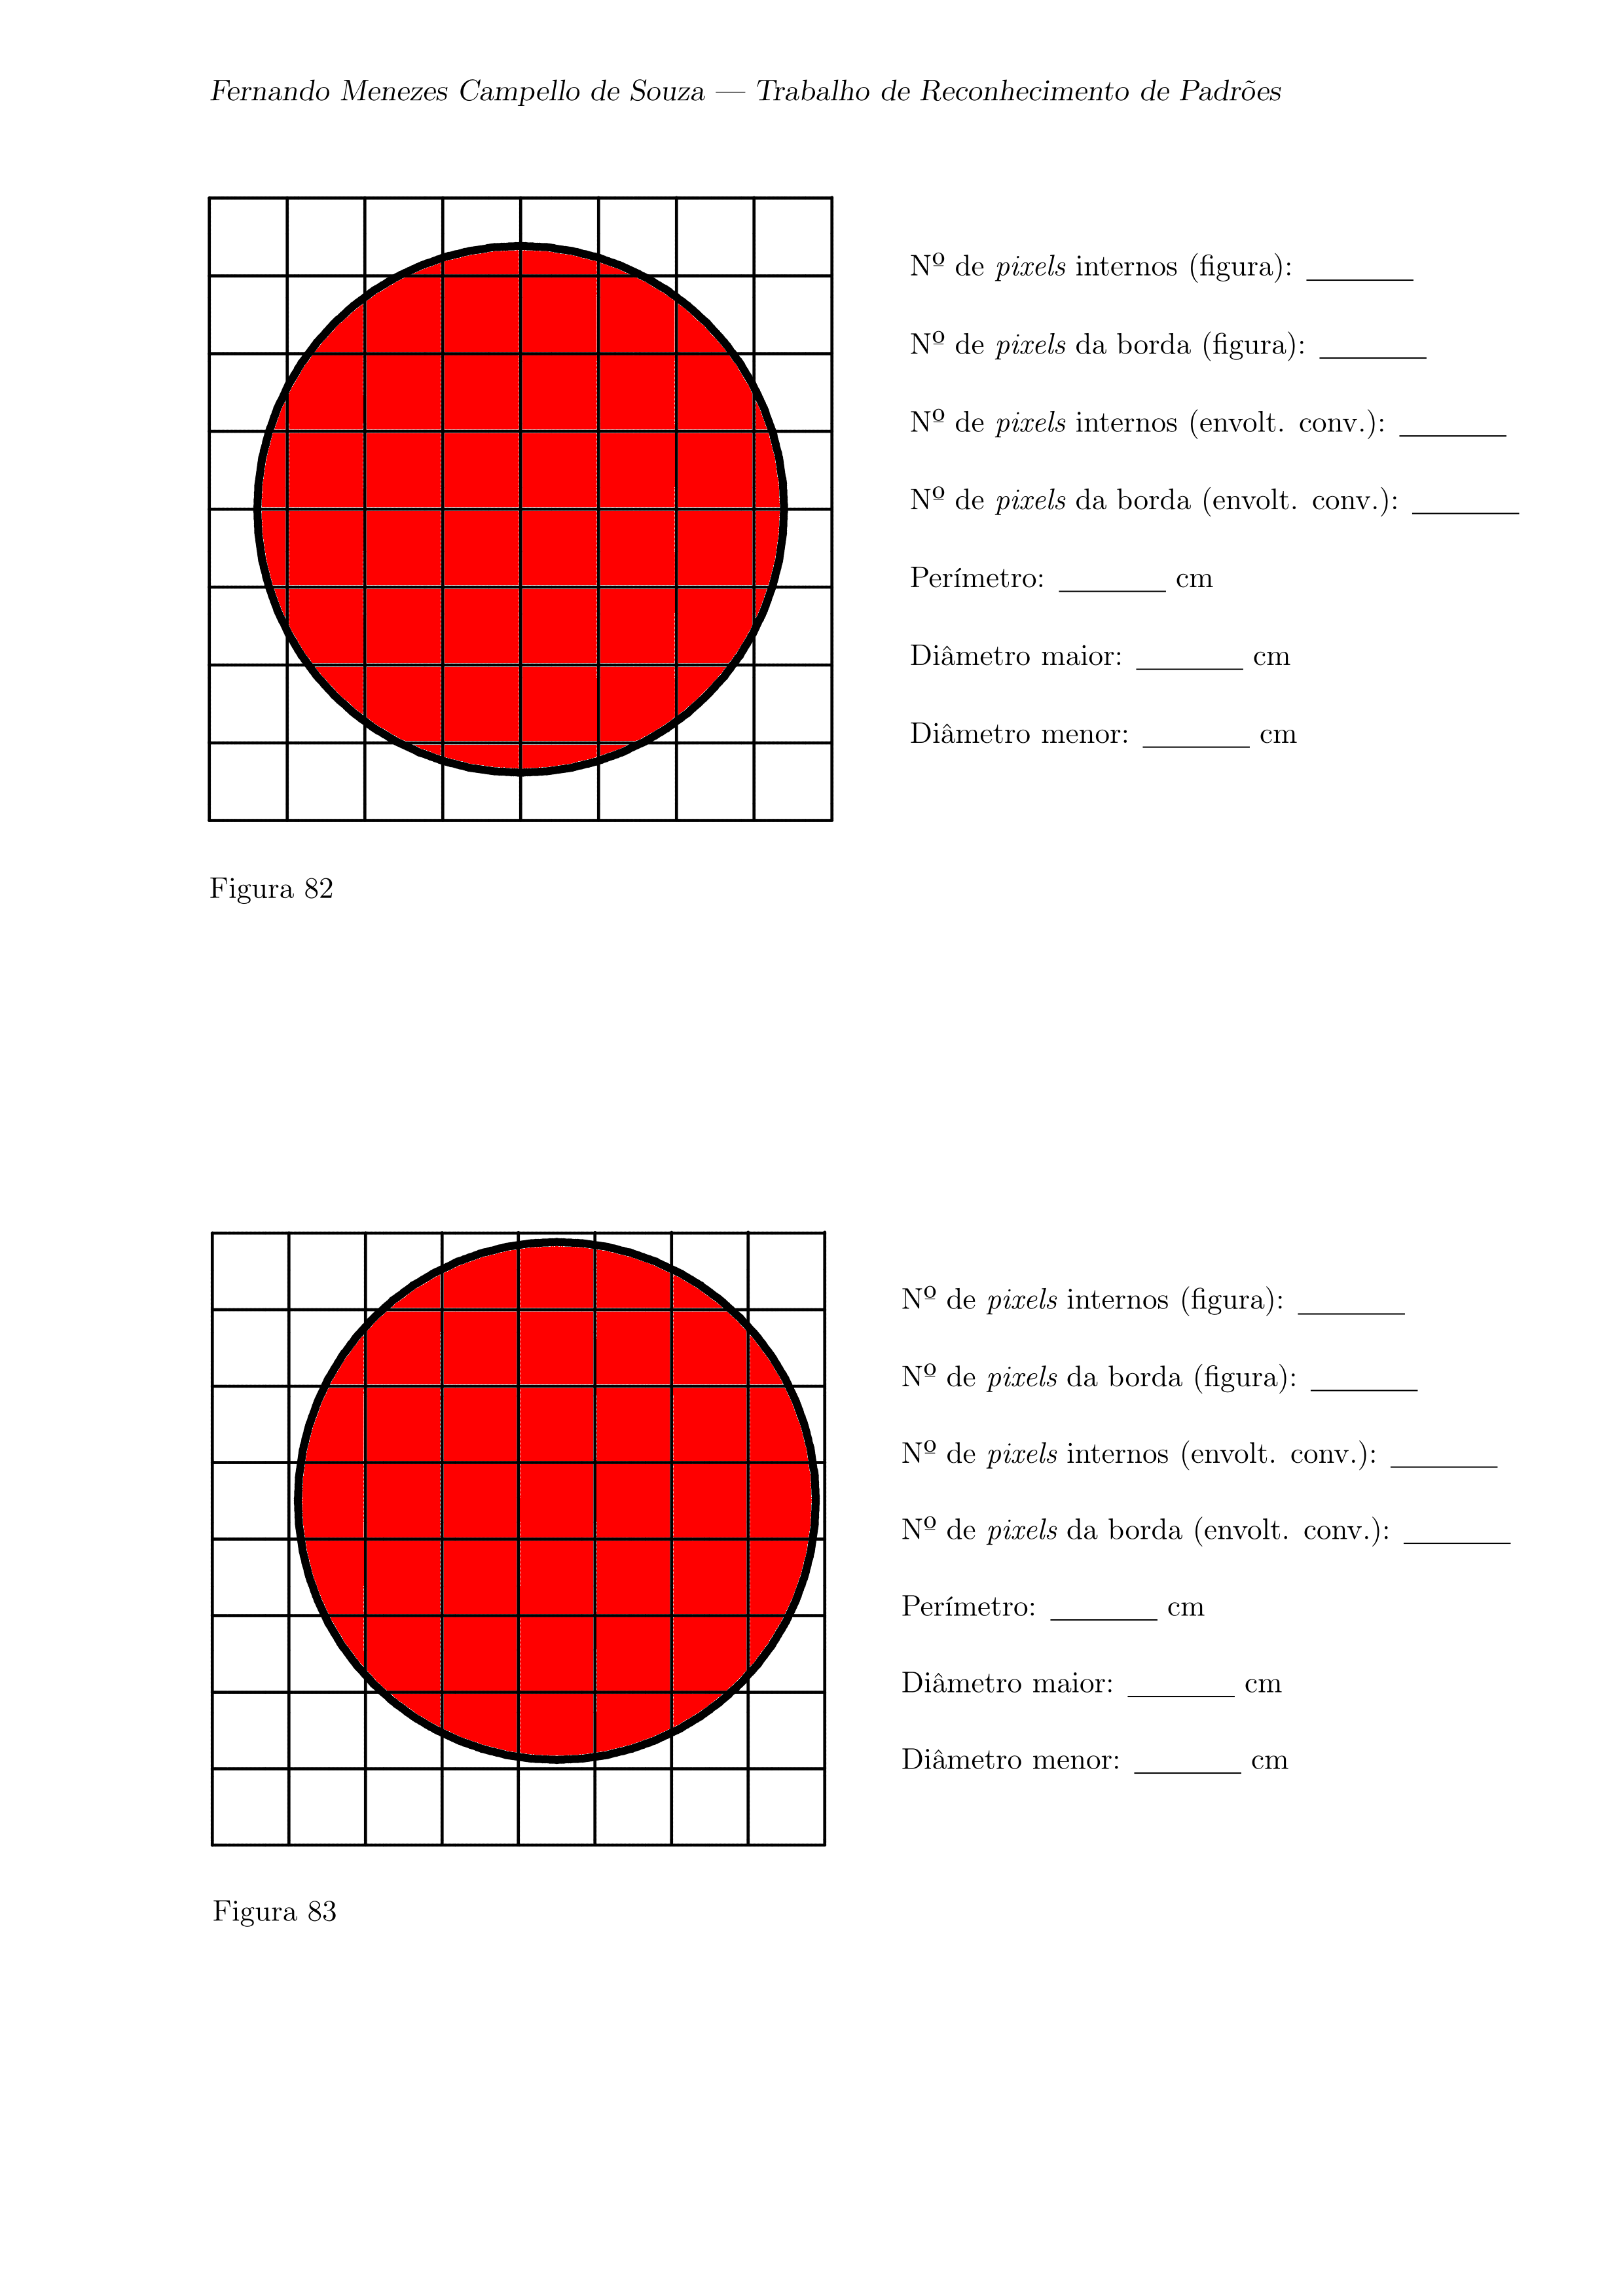 Fernando Menezes Campello de Souza — Trabalho de Reconhecimento de Padrões
Nº de pixels internos (figura): _______
Nº de pixels da borda (figura): _______
Nº de pixels internos (envolt. conv.): _______
Nº de pixels da borda (envolt. conv.): _______
Perímetro: _______ cm
Diâmetro maior: _______ cm
Diâmetro menor: _______ cm
Figura 82
Nº de pixels internos (figura): _______
Nº de pixels da borda (figura): _______
Nº de pixels internos (envolt. conv.): _______
Nº de pixels da borda (envolt. conv.): _______
Perímetro: _______ cm
Diâmetro maior: _______ cm
Diâmetro menor: _______ cm
Figura 83